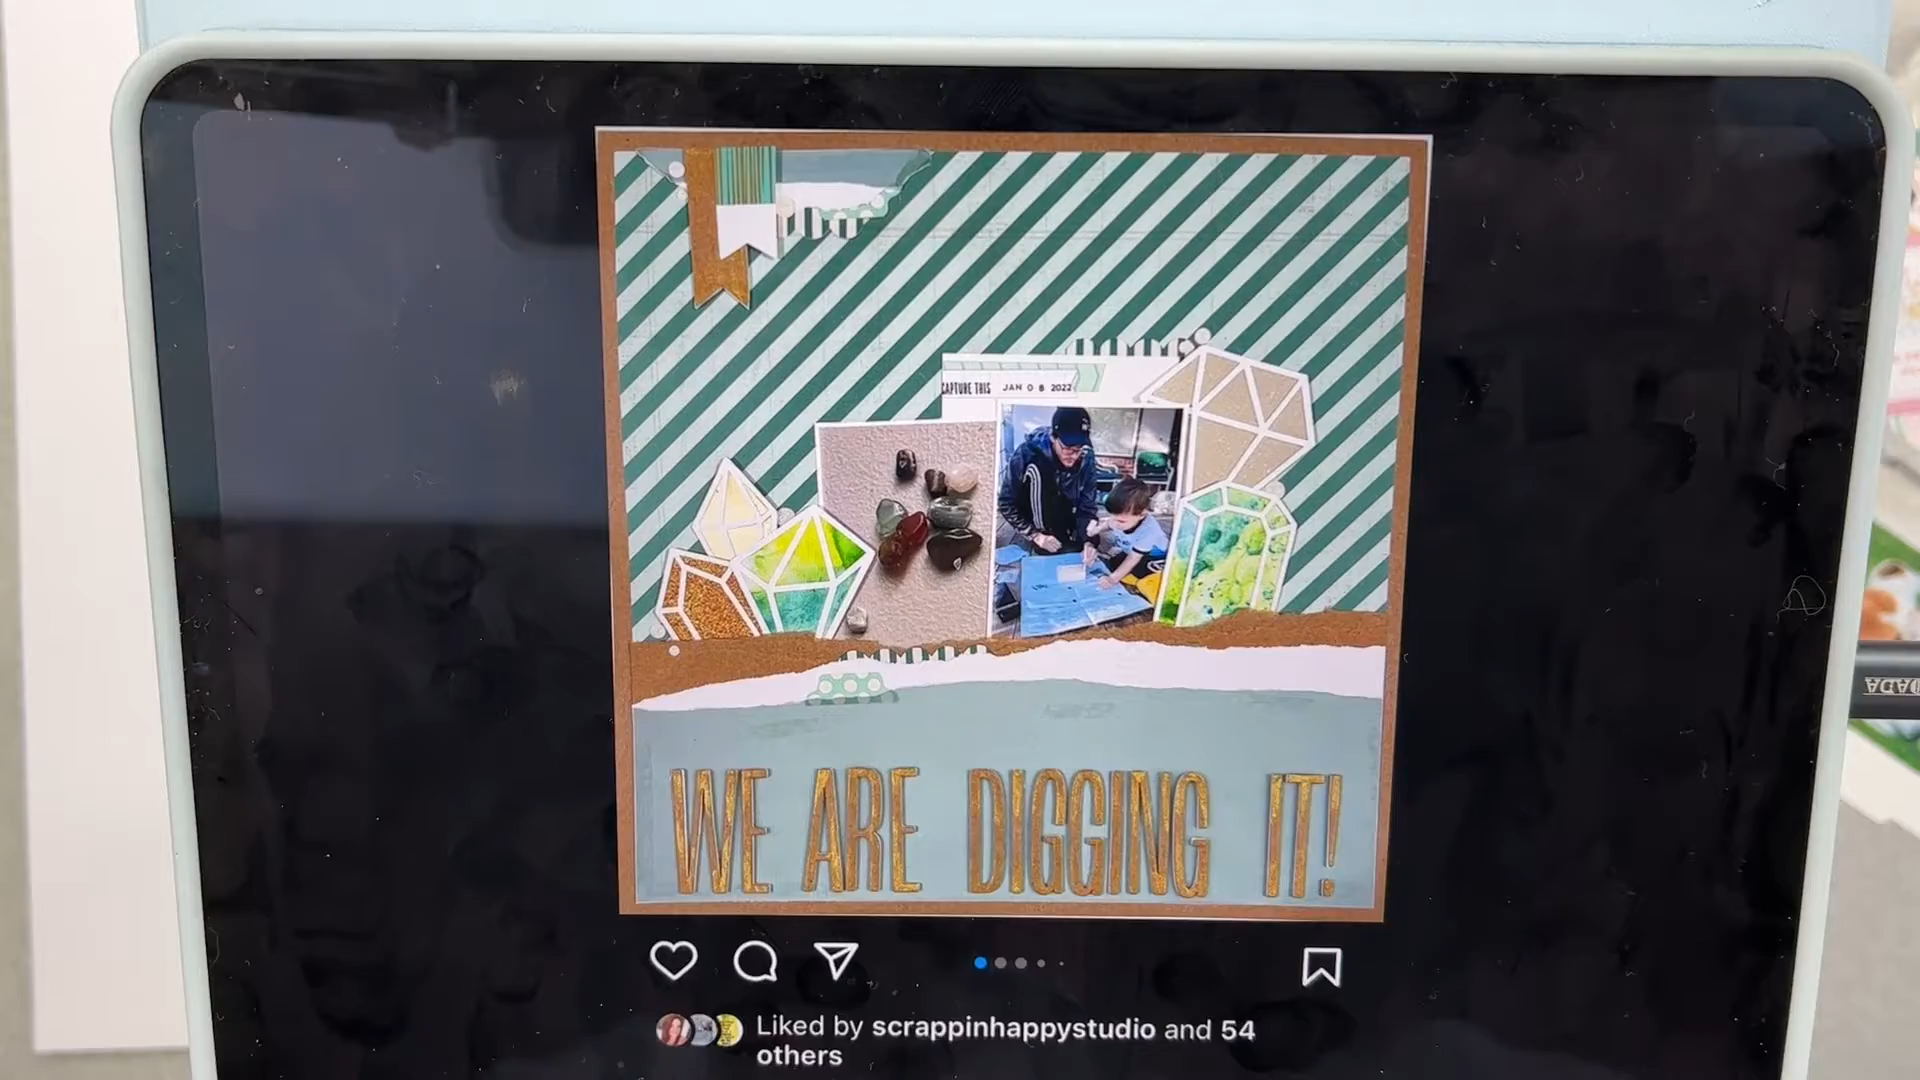 CAPTURE THIS JAN 0 8 2022
WE ARE DIGGING IT!
Liked by scrappinhappystudio and 54
others